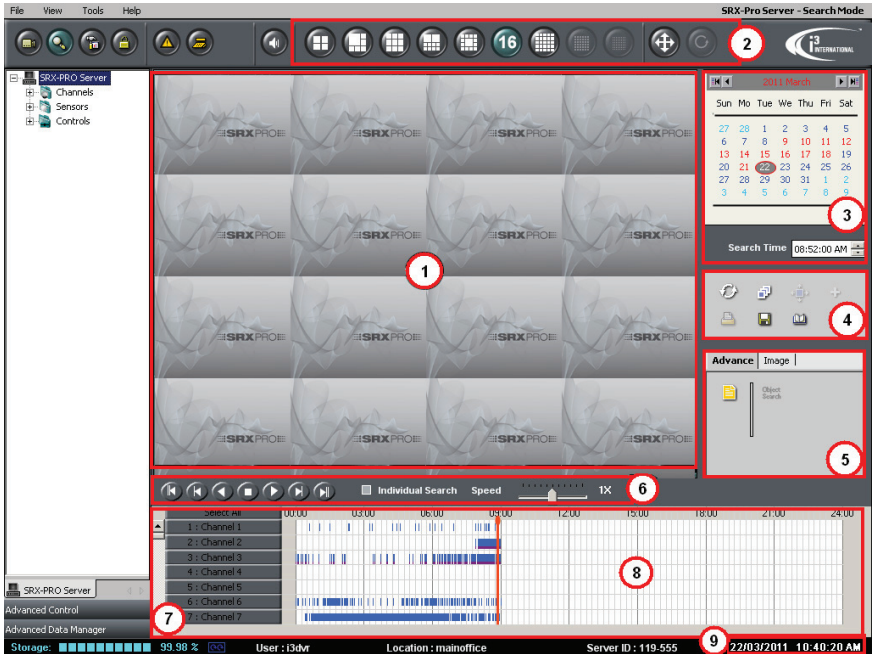 File View Tools Help
SRX-Pro Server - Search Mode
16
2
i3 INTERNATIONAL
SRX-PRO Server
Channels
Sensors
Controls
SRXPRO SRXPRO SRXPRO SRXPRO
SRXPRO SRXPRO SRXPRO SRXPRO
1
SRXPRO SRXPRO SRXPRO SRXPRO
SRXPRO SRXPRO SRXPRO SRXPRO
2011 March
Sun Mo Tue We Thu Fri Sat
27 28 1 2 3 4 5
6 7 8 9 10 11 12
13 14 15 16 17 18 19
20 21 22 23 24 25 26
27 28 29 30 31 1 2
3 4 5 6 7 8 9
3
Search Time 08:52:00 AM
4
Advance Image
Object
Search
5
Individual Search Speed 1X
6
Select All 00:00 03:00 06:00 09:00 12:00 15:00 18:00 21:00 24:00
1 : Channel 1
2 : Channel 2
3 : Channel 3
4 : Channel 4
5 : Channel 5
6 : Channel 6
7 : Channel 7
7
8
SRX-PRO Server
Advanced Control
Advanced Data Manager
Storage: 99.98 % User : i3dvr Location : mainoffice Server ID : 119-555
9
22/03/2011 10:40:20 AM